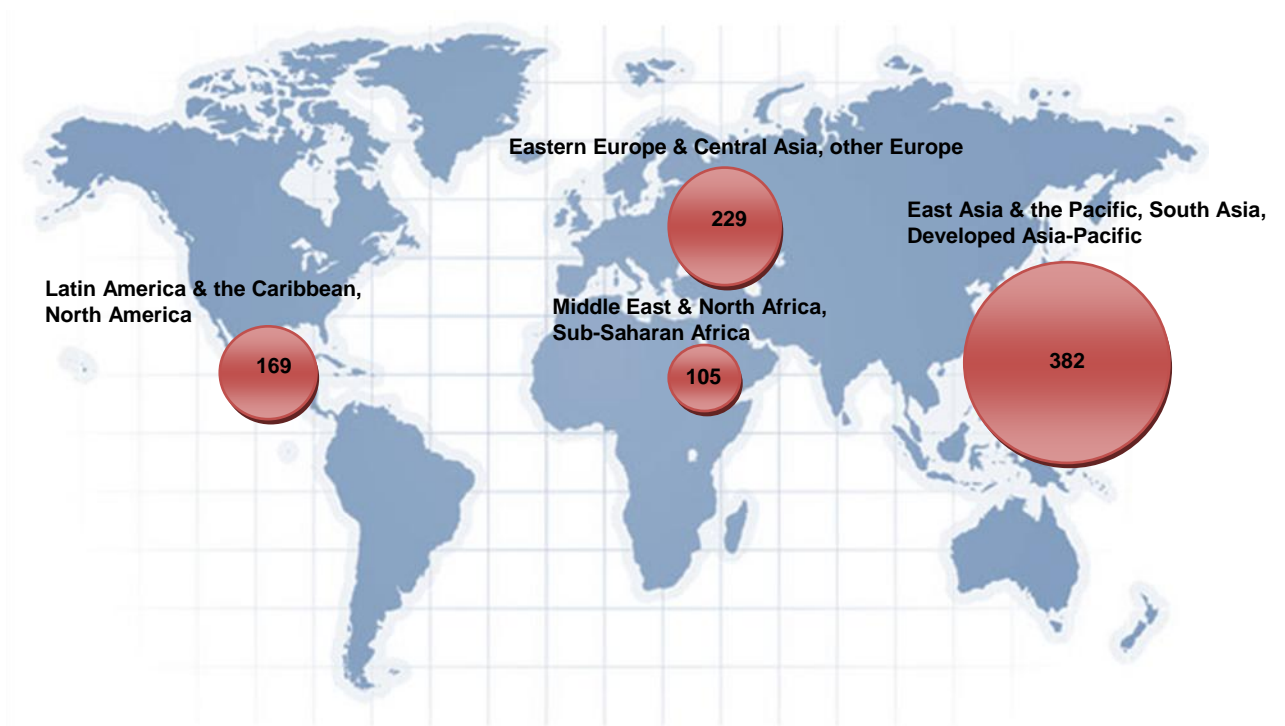 Eastern Europe & Central Asia, other Europe
229
East Asia & the Pacific, South Asia,
Developed Asia-Pacific
382
Latin America & the Caribbean,
North America
169
Middle East & North Africa,
Sub-Saharan Africa
105